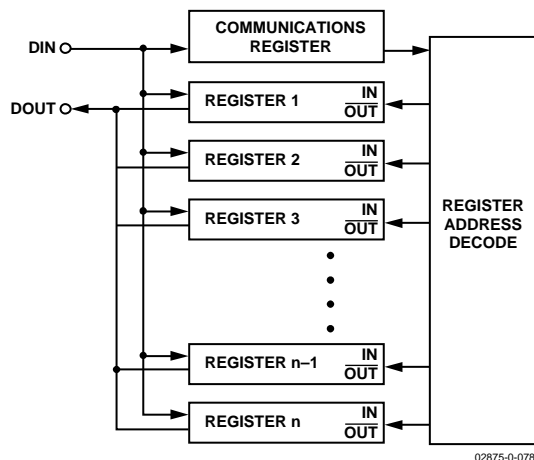 COMMUNICATIONS
REGISTER
DIN
DOUT
REGISTER 1
IN
OUT
REGISTER 2
IN
OUT
REGISTER 3
IN
OUT
REGISTER
ADDRESS
DECODE
REGISTER n–1
IN
OUT
REGISTER n
IN
OUT
02875-0-078